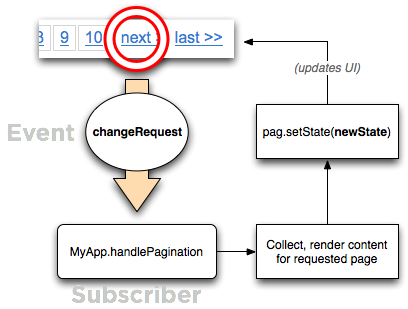 8 9 10 next > last >>
(updates UI)
Event
changeRequest
pag.setState(newState)
MyApp.handlePagination
Collect, render content
for requested page
Subscriber